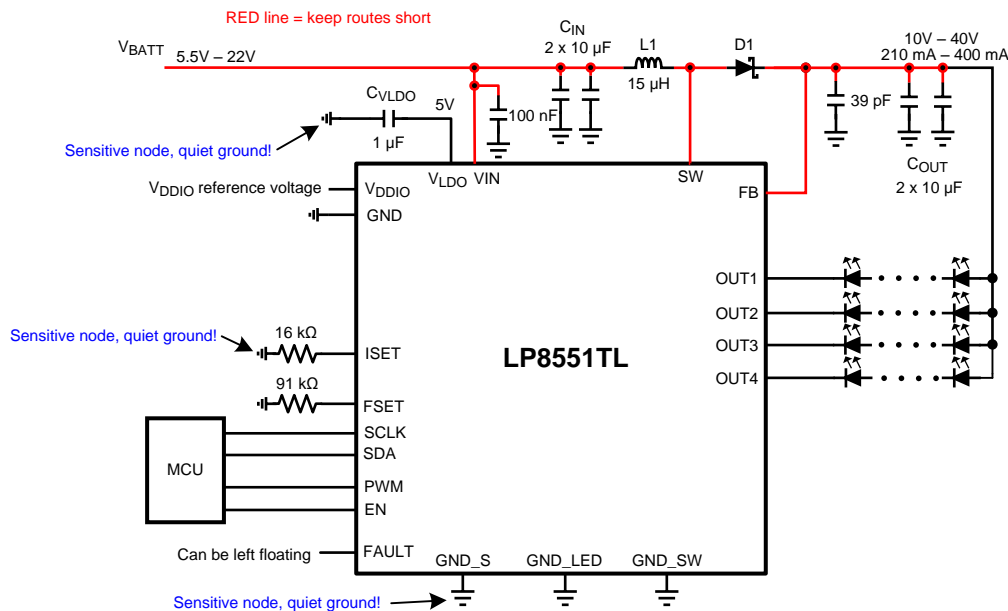 RED line = keep routes short
VBATT
5.5V – 22V
CIN
2 x 10 µF
L1
15 µH
D1
10V – 40V
210 mA – 400 mA
CVLDO
5V
1 µF
100 nF
39 pF
Sensitive node, quiet ground!
COUT
2 x 10 µF
VLDO
VIN
SW
VDDIO reference voltage
VDDIO
FB
GND
OUT1
OUT2
OUT3
OUT4
Sensitive node, quiet ground!
16 kΩ
ISET
LP8551TL
91 kΩ
FSET
MCU
SCLK
SDA
PWM
EN
Can be left floating
FAULT
GND_S
GND_LED
GND_SW
Sensitive node, quiet ground!